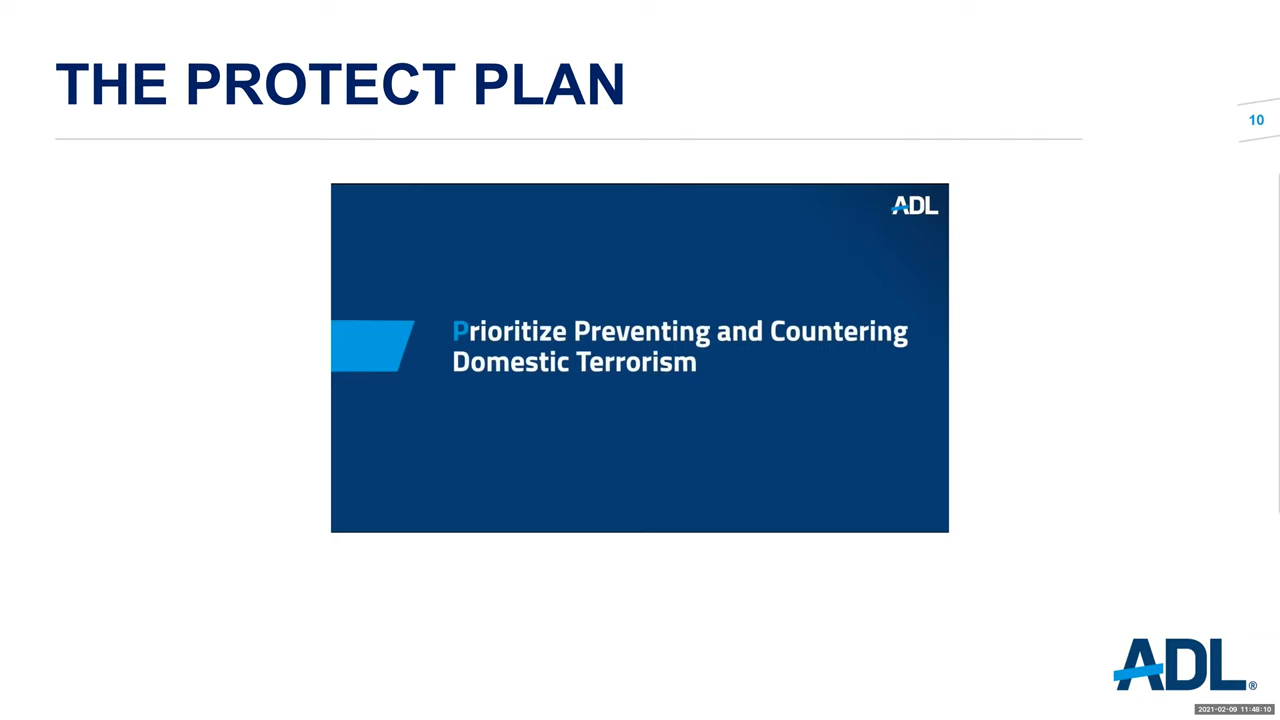 THE PROTECT PLAN
10
ADL
Prioritize Preventing and Countering
Domestic Terrorism
ADL®
2021-02-09 11:48:10